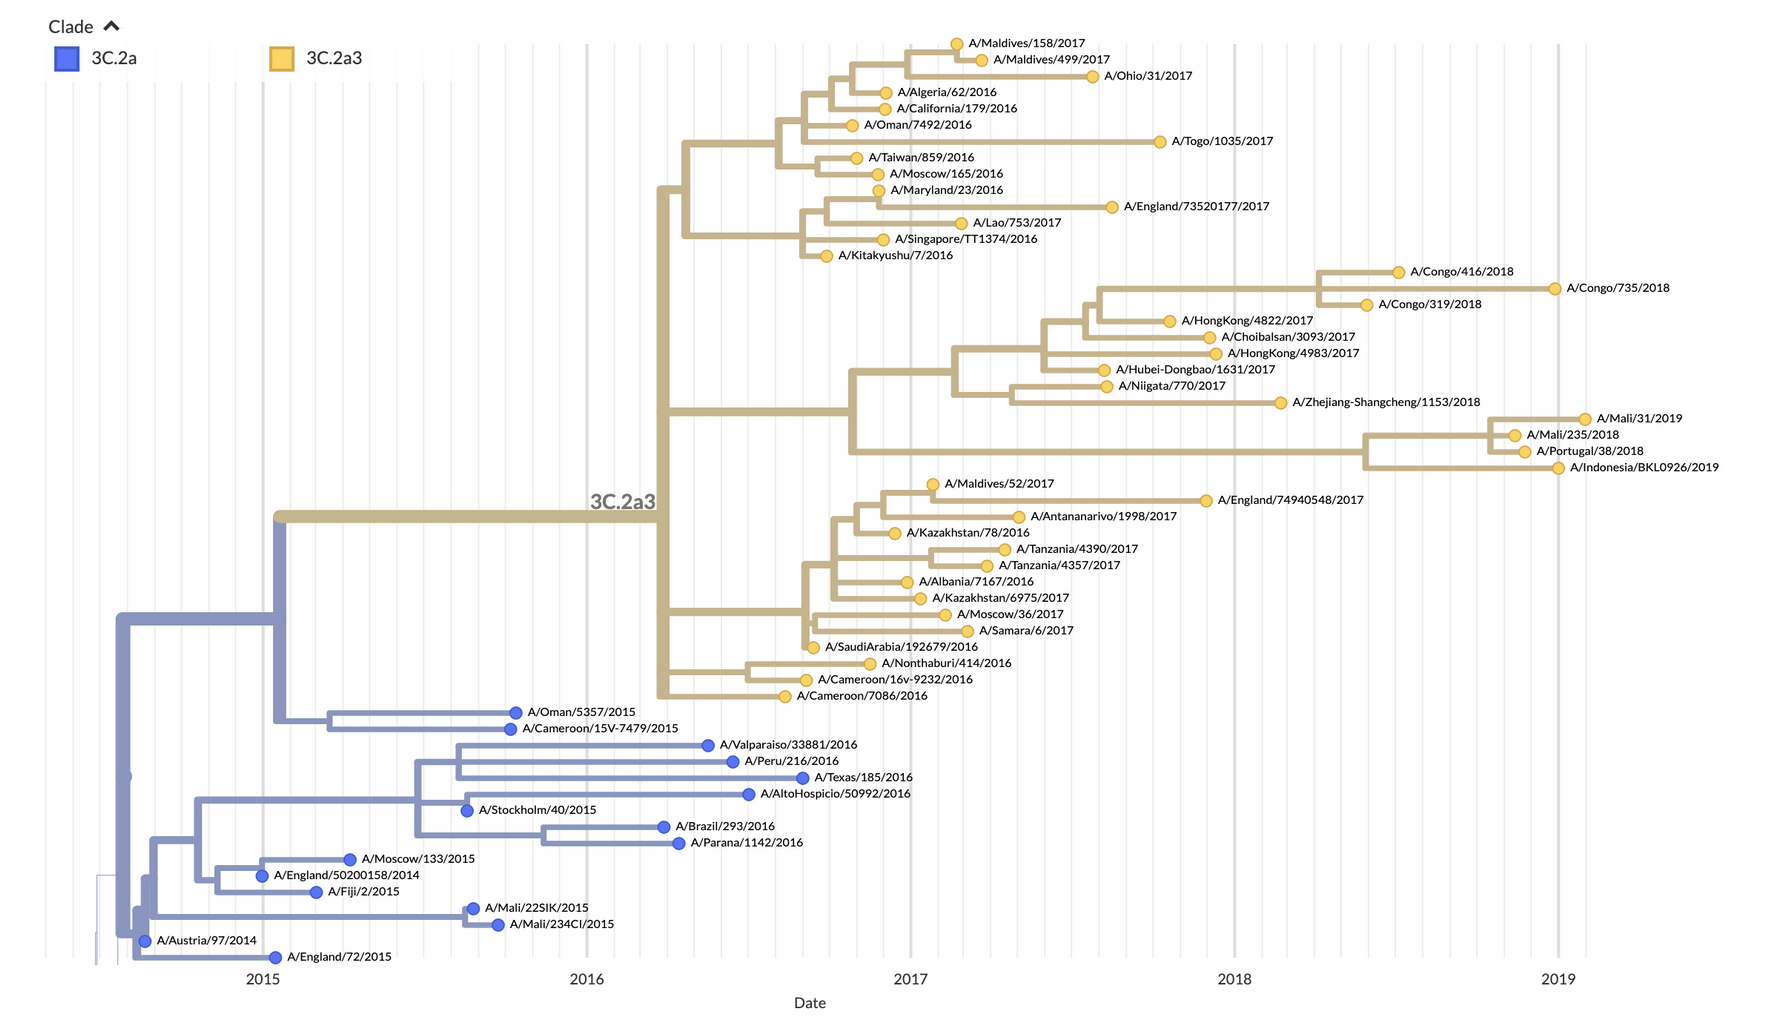 Clade
3C.2a 3C.2a3
A/Maldives/158/2017
A/Maldives/499/2017
A/Ohio/31/2017
A/Algeria/62/2016
A/California/179/2016
A/Oman/7492/2016
A/Togo/1035/2017
A/Taiwan/859/2016
A/Moscow/165/2016
A/Maryland/23/2016
A/England/73520177/2017
A/Lao/753/2017
A/Singapore/TT1374/2016
A/Kitakyushu/7/2016
A/Congo/416/2018
A/Congo/735/2018
A/Congo/319/2018
A/HongKong/4822/2017
A/Choibalsan/3093/2017
A/HongKong/4983/2017
A/Hubei-Dongbao/1631/2017
A/Niigata/770/2017
A/Zhejiang-Shangcheng/1153/2018
A/Mali/31/2019
A/Mali/235/2018
A/Portugal/38/2018
A/Indonesia/BKL0926/2019
A/Maldives/52/2017
3C.2a3
A/England/74940548/2017
A/Antananarivo/1998/2017
A/Kazakhstan/78/2016
A/Tanzania/4390/2017
A/Tanzania/4357/2017
A/Albania/7167/2016
A/Kazakhstan/6975/2017
A/Moscow/36/2017
A/Samara/6/2017
A/SaudiArabia/192679/2016
A/Nonthaburi/414/2016
A/Cameroon/16v-9232/2016
A/Cameroon/7086/2016
A/Oman/5357/2015
A/Cameroon/15V-7479/2015
A/Valparaiso/33881/2016
A/Peru/216/2016
A/Texas/185/2016
A/AltoHospicio/50992/2016
A/Stockholm/40/2015
A/Brazil/293/2016
A/Parana/1142/2016
A/Moscow/133/2015
A/England/50200158/2014
A/Fiji/2/2015
A/Mali/22SIK/2015
A/Mali/234CI/2015
A/Austria/97/2014
A/England/72/2015
2015 2016 2017 2018 2019
Date